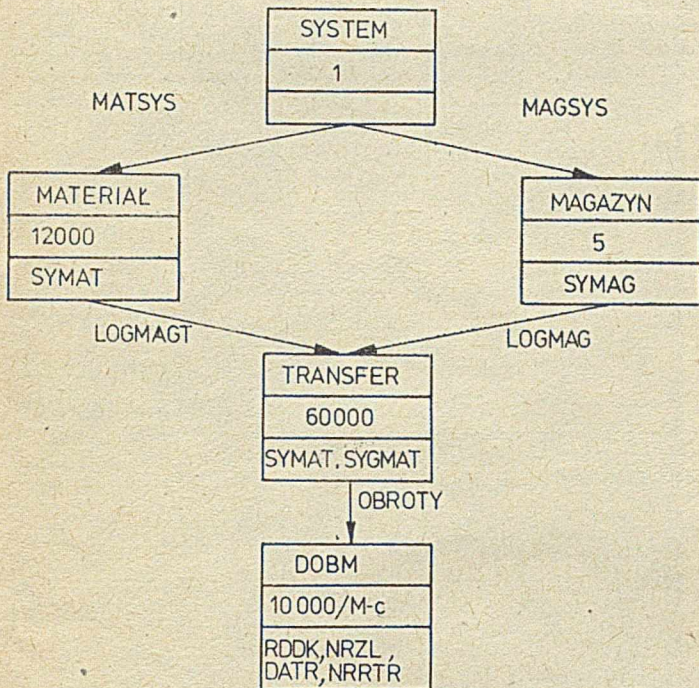 SYSTEM
1
MATSYS
MAGSYS
MATERIAŁ
12000
SYMAT
MAGAZYN
5
SYMAG
LOGMAGT
LOGMAG
TRANSFER
60000
SYMAT, SYGMAT
OBROTY
DOBM
10 000/M-c
RDDK, NRZL,
DATR, NRRTR